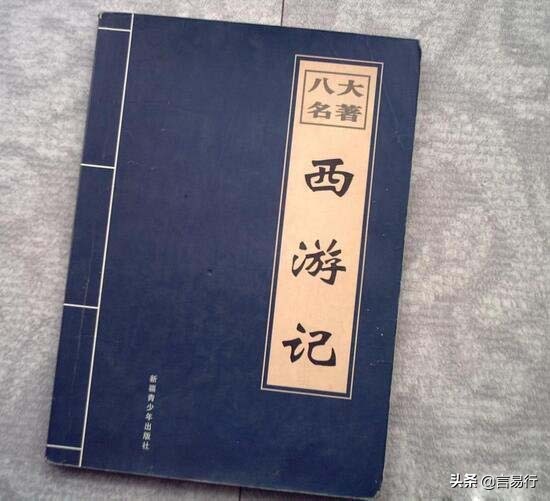 八大
名著
西游记
新疆青少年出版社
头条 @言易行